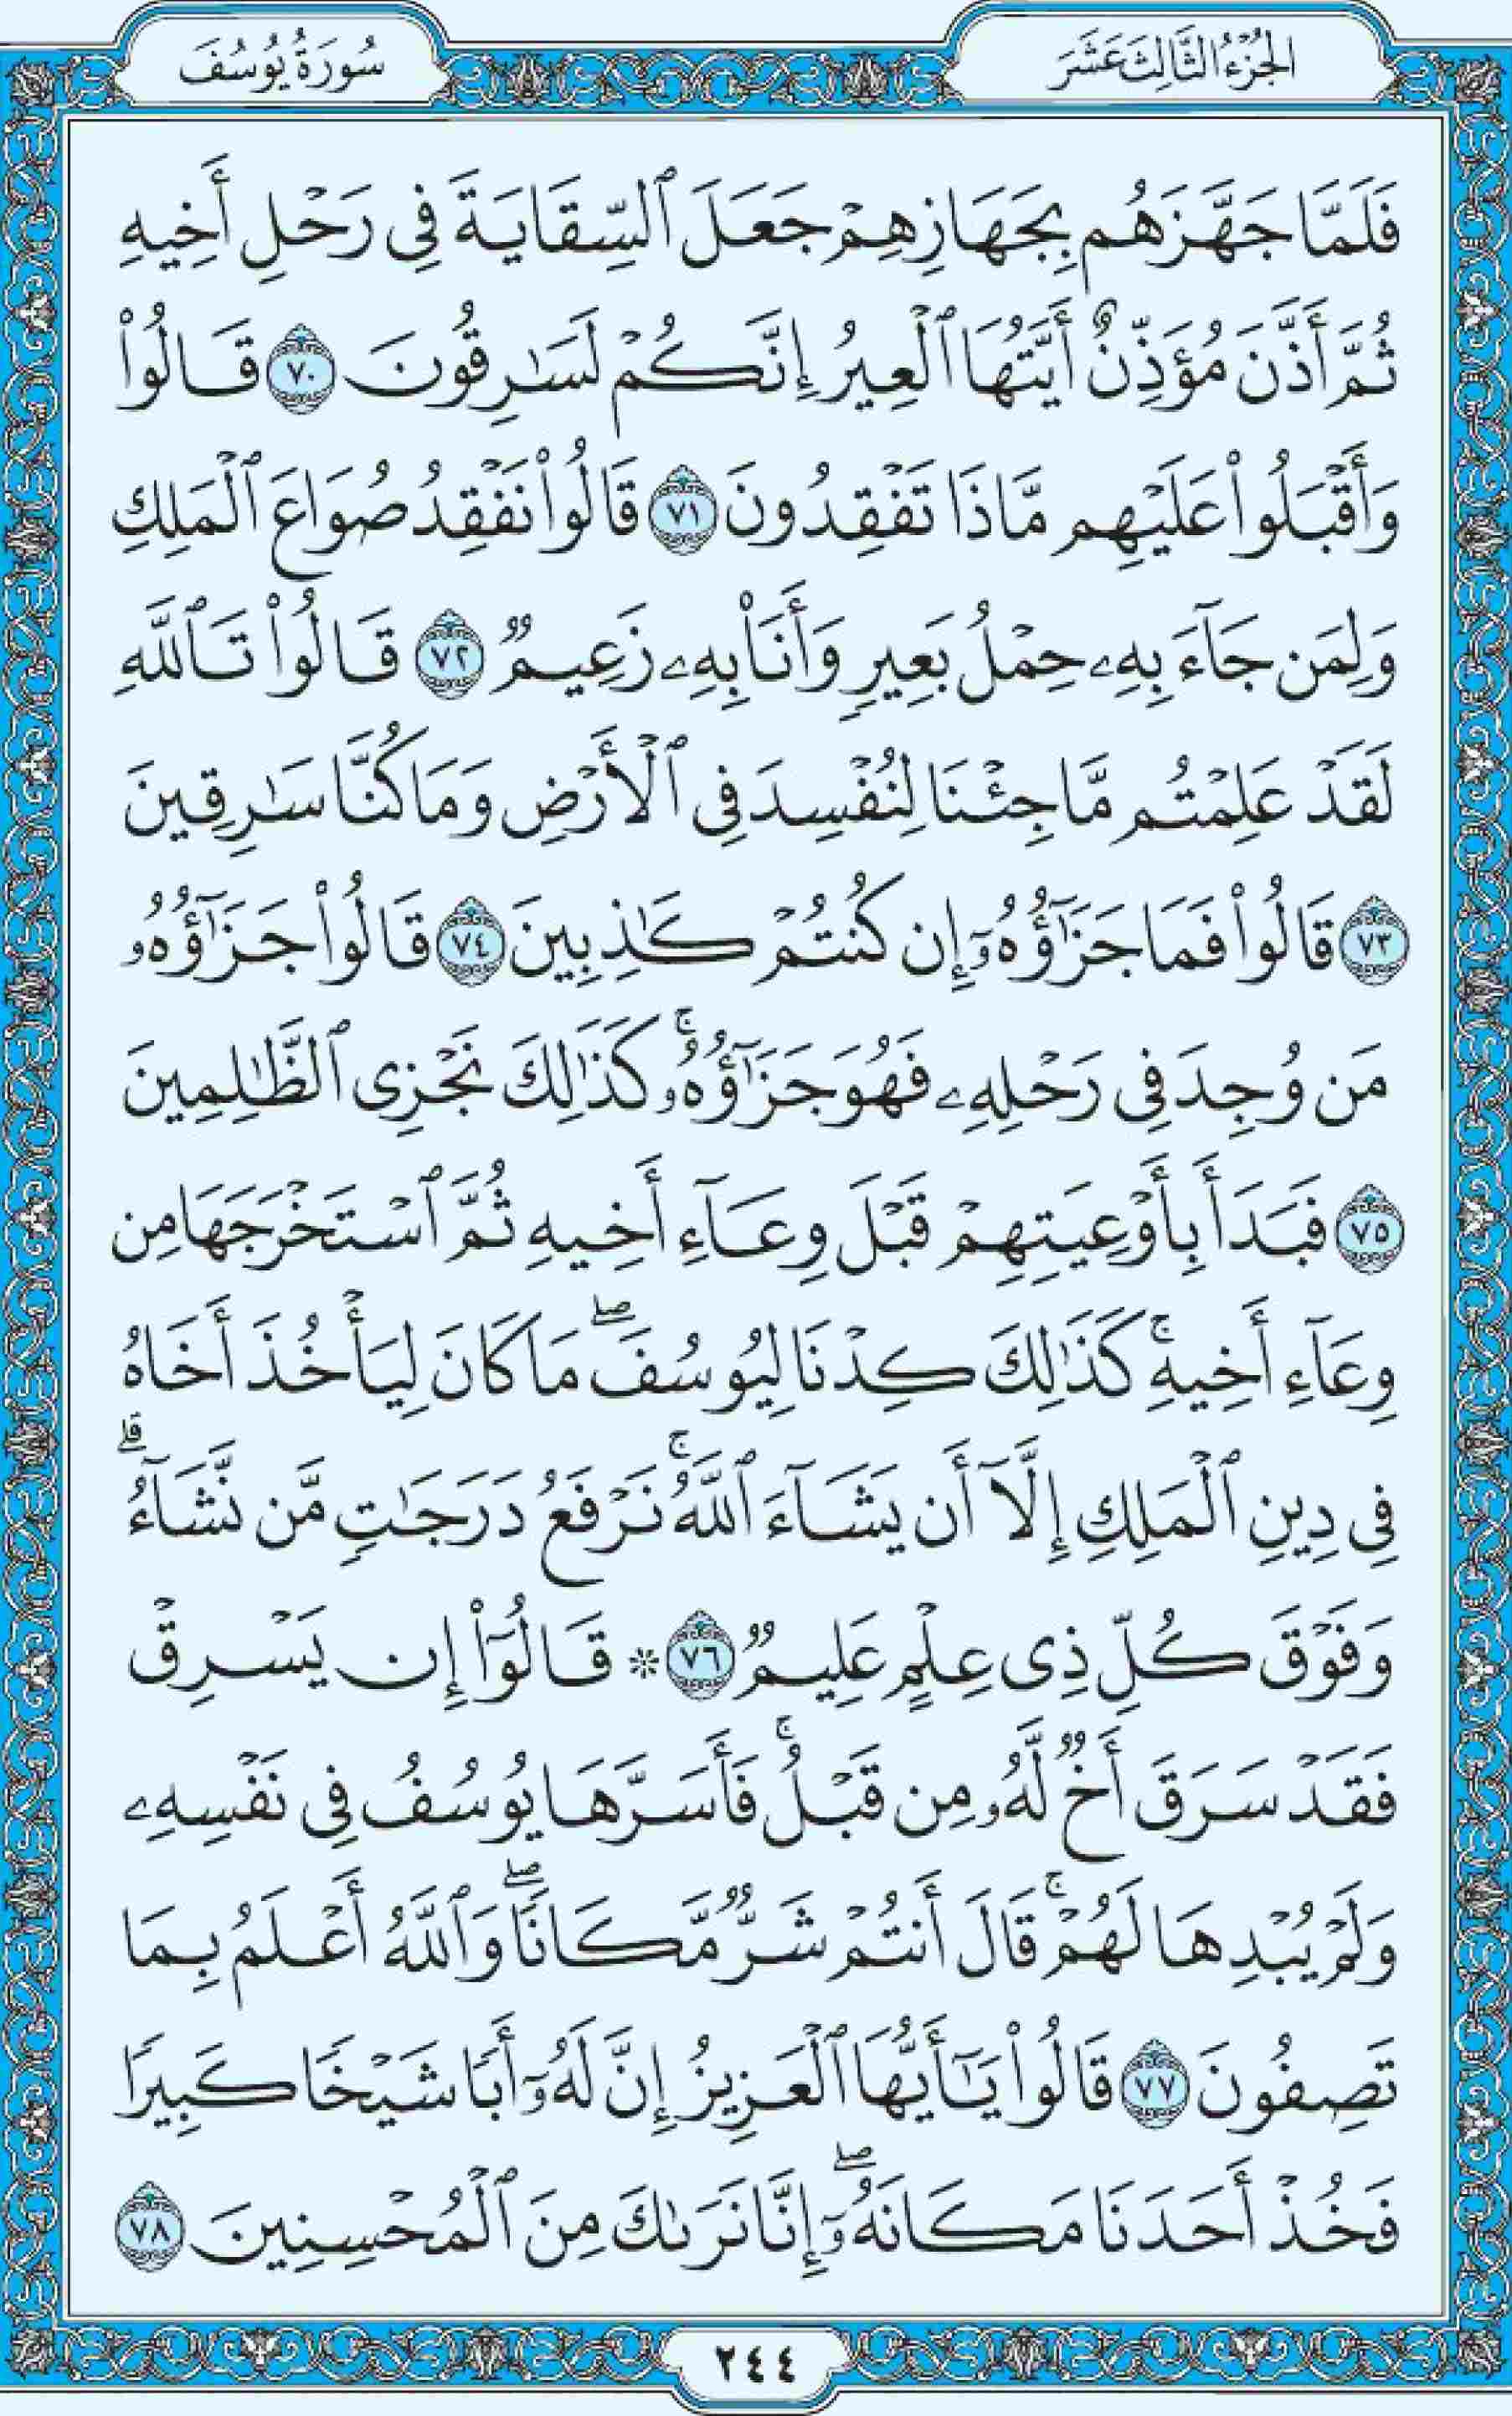 الجُزْءُ الثَّالِثَ عَشَرَ
سُورَةُ يُوسُفَ
فَلَمَّا جَهَّزَهُم بِجَهَازِهِمْ جَعَلَ ٱلسِّقَايَةَ فِى رَحْلِ أَخِيهِ
ثُمَّ أَذَّنَ مُؤَذِّنٌ أَيَّتُهَا ٱلْعِيرُ إِنَّكُمْ لَسَـٰرِقُونَ ٧٠ قَالُوا۟
وَأَقْبَلُوا۟ عَلَيْهِم مَّاذَا تَفْقِدُونَ ٧١ قَالُوا۟ نَفْقِدُ صُوَاعَ ٱلْمَلِكِ
وَلِمَن جَآءَ بِهِۦ حِمْلُ بَعِيرٍ وَأَنَا۠ بِهِۦ زَعِيمٌ ٧٢ قَالُوا۟ تَٱللَّهِ
لَقَدْ عَلِمْتُم مَّا جِئْنَا لِنُفْسِدَ فِى ٱلْأَرْضِ وَمَا كُنَّا سَـٰرِقِينَ
٧٣ قَالُوا۟ فَمَا جَزَٰٓؤُهُۥٓ إِن كُنتُمْ كَـٰذِبِينَ ٧٤ قَالُوا۟ جَزَٰٓؤُهُۥ
مَن وُجِدَ فِى رَحْلِهِۦ فَهُوَ جَزَٰٓؤُهُۥ ۚ كَذَٰلِكَ نَجْزِى ٱلظَّـٰلِمِينَ
٧٥ فَبَدَأَ بِأَوْعِيَتِهِمْ قَبْلَ وِعَآءِ أَخِيهِ ثُمَّ ٱسْتَخْرَجَهَا مِن
وِعَآءِ أَخِيهِ ۚ كَذَٰلِكَ كِدْنَا لِيُوسُفَ ۖ مَا كَانَ لِيَأْخُذَ أَخَاهُ
فِى دِينِ ٱلْمَلِكِ إِلَّآ أَن يَشَآءَ ٱللَّهُ ۚ نَرْفَعُ دَرَجَـٰتٍ مَّن نَّشَآءُ ۗ
وَفَوْقَ كُلِّ ذِى عِلْمٍ عَلِيمٌ ٧٦ * قَالُوٓا۟ إِن يَسْرِقْ
فَقَدْ سَرَقَ أَخٌ لَّهُۥ مِن قَبْلُ ۚ فَأَسَرَّهَا يُوسُفُ فِى نَفْسِهِۦ
وَلَمْ يُبْدِهَا لَهُمْ ۚ قَالَ أَنتُمْ شَرٌّ مَّكَانًا ۖ وَٱللَّهُ أَعْلَمُ بِمَا
تَصِفُونَ ٧٧ قَالُوا۟ يَـٰٓأَيُّهَا ٱلْعَزِيزُ إِنَّ لَهُۥٓ أَبًا شَيْخًا كَبِيرًا
فَخُذْ أَحَدَنَا مَكَانَهُۥٓ ۖ إِنَّا نَرَىٰكَ مِنَ ٱلْمُحْسِنِينَ ٧٨
٢٤٤